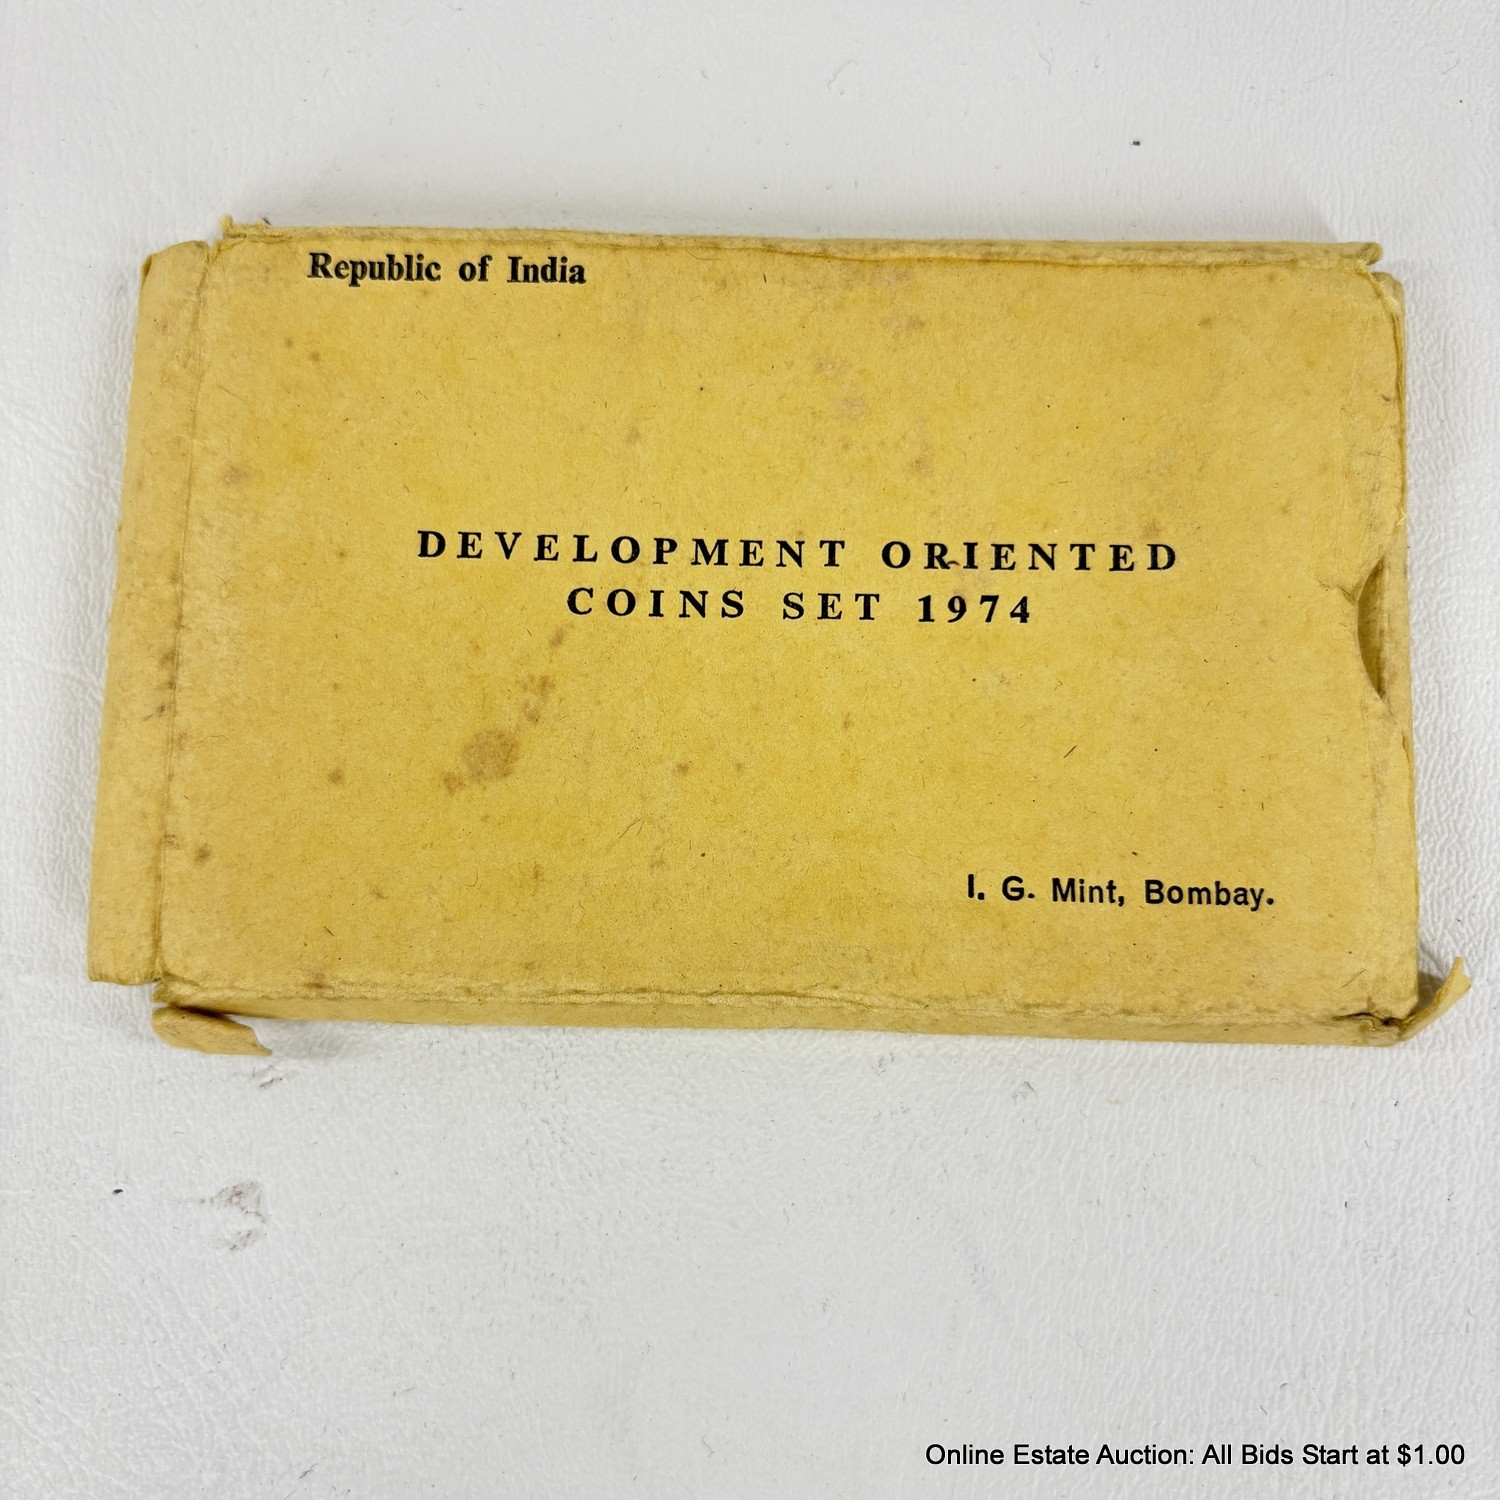 Republic of India
DEVELOPMENT ORIENTED
COINS SET 1974
I. G. Mint, Bombay.
Online Estate Auction: All Bids Start at $1.00